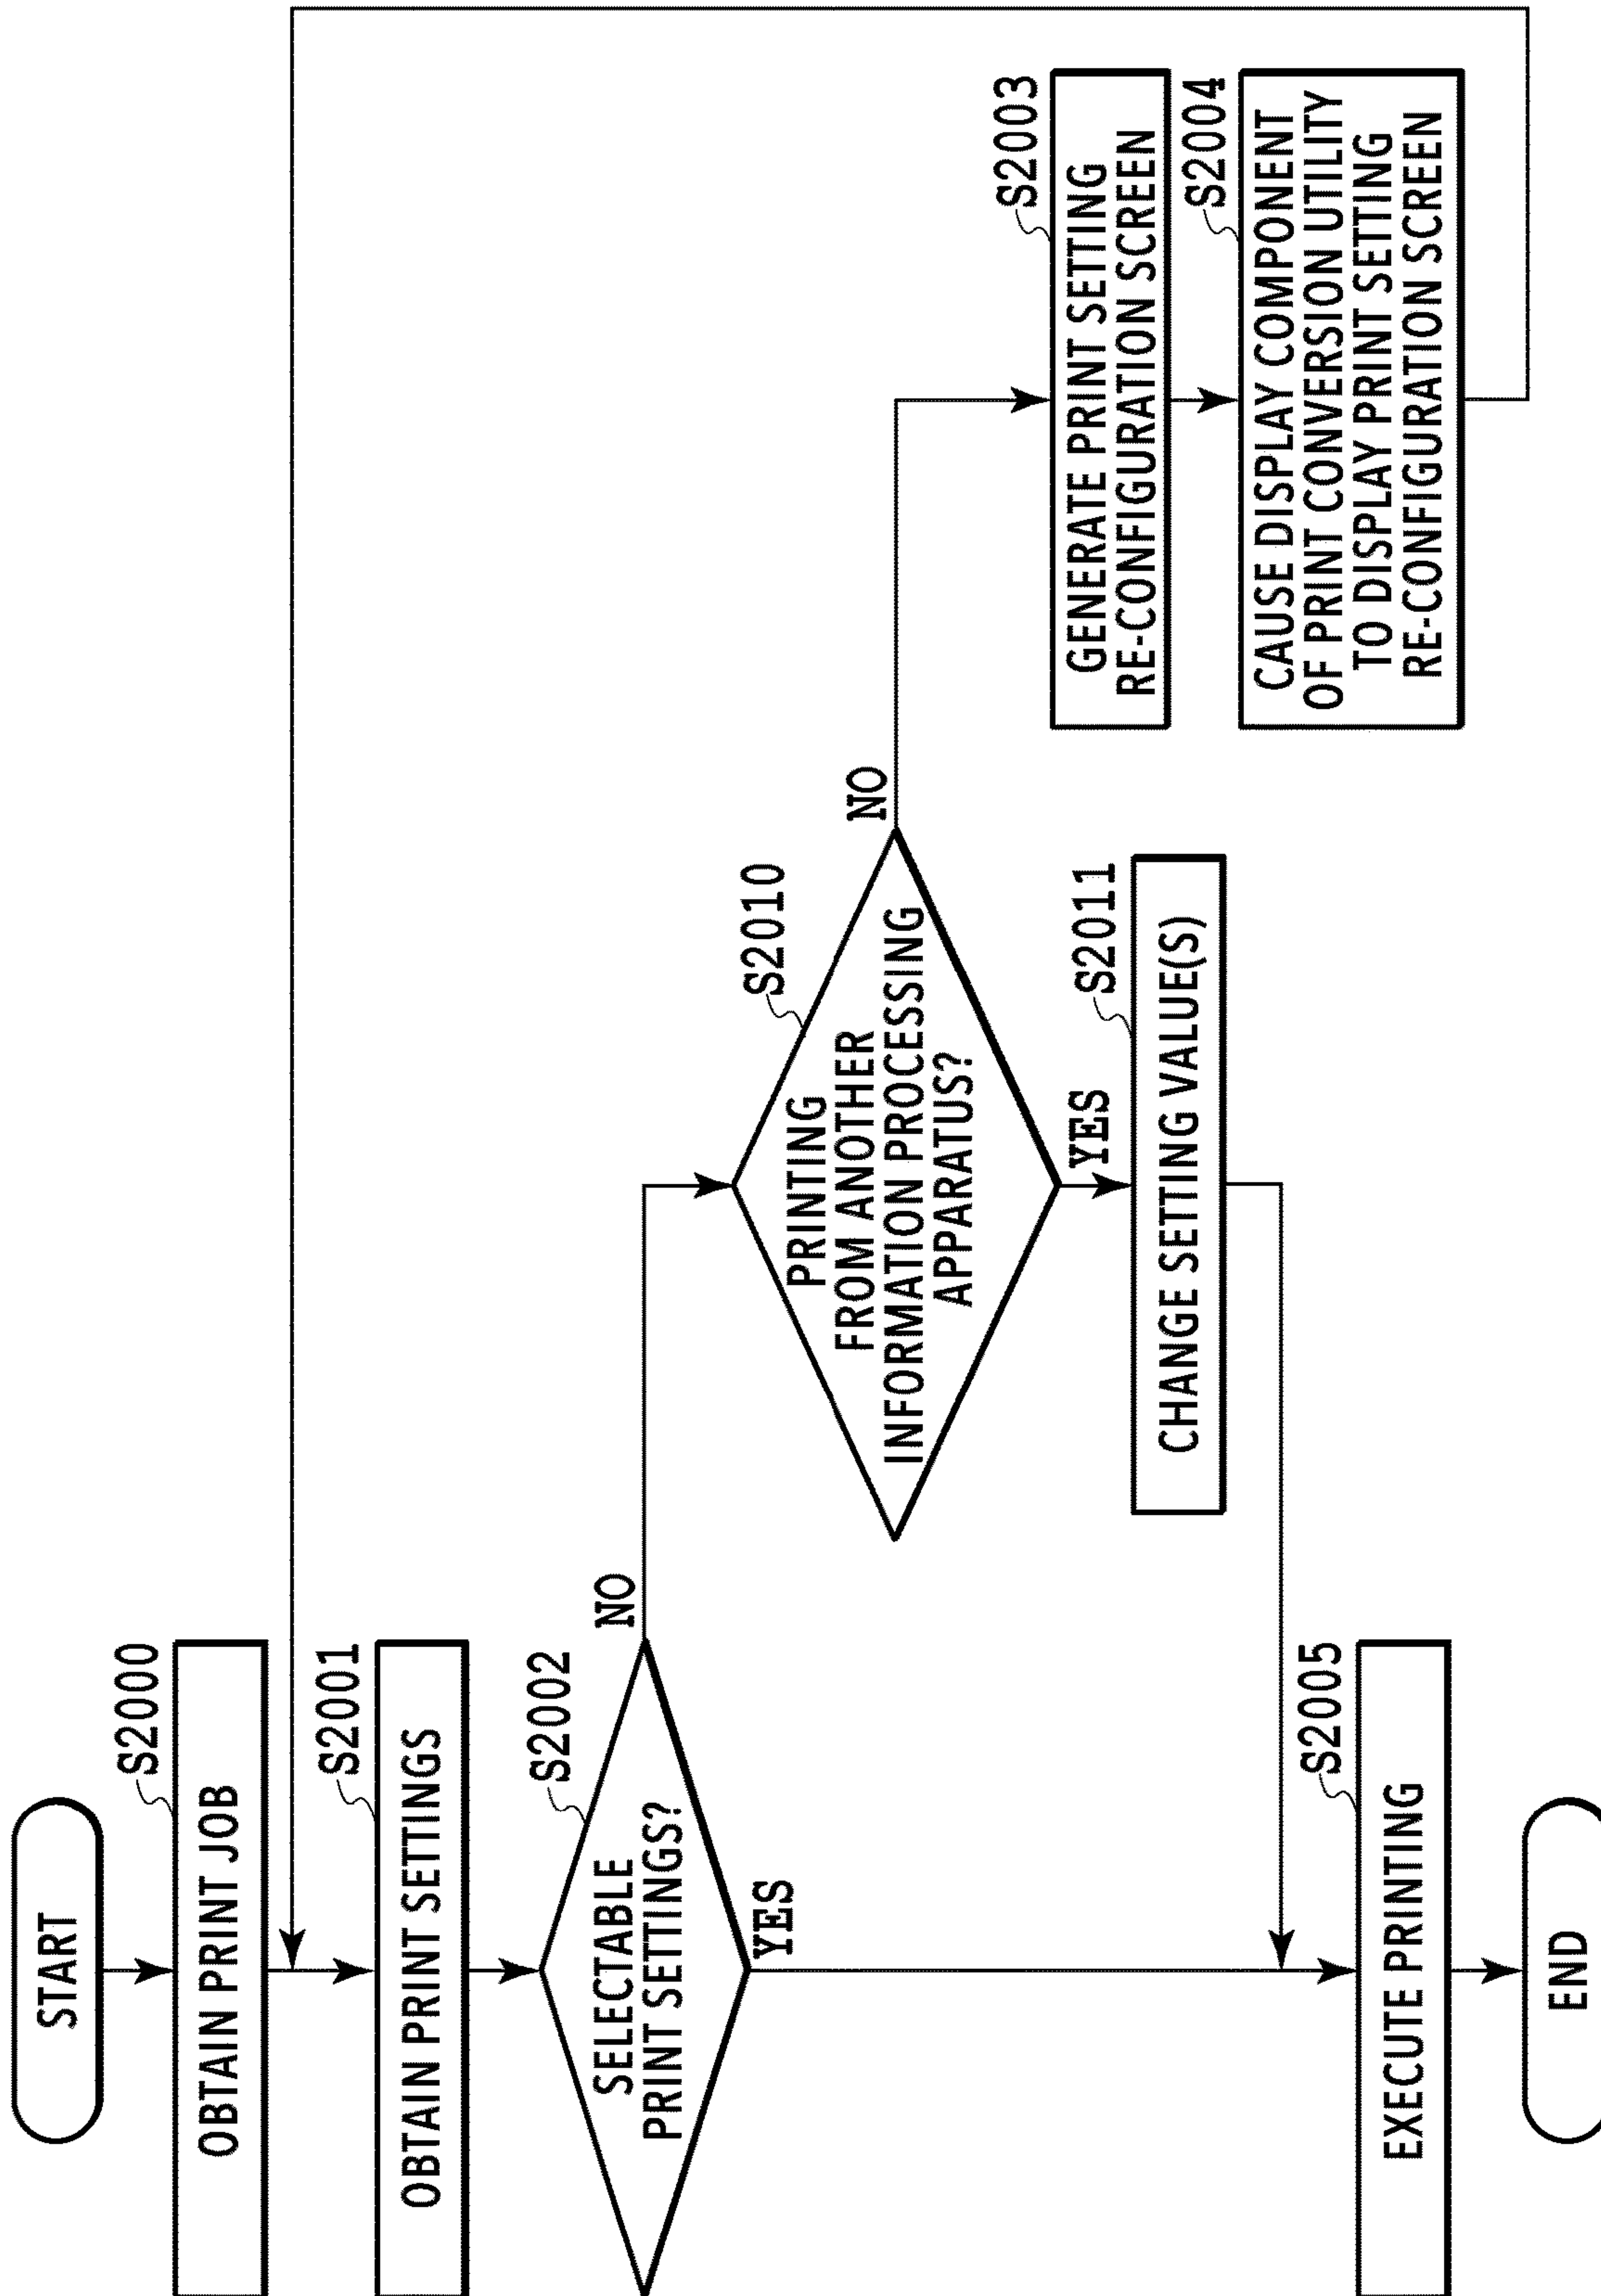 START
S2000
OBTAIN PRINT JOB
S2001
OBTAIN PRINT SETTINGS
S2002
SELECTABLE
PRINT SETTINGS?
NO
YES
S2010
PRINTING
FROM ANOTHER
INFORMATION PROCESSING
APPARATUS?
NO
YES
S2011
CHANGE SETTING VALUE(S)
S2003
GENERATE PRINT SETTING
RE-CONFIGURATION SCREEN
S2004
CAUSE DISPLAY COMPONENT
OF PRINT CONVERSION UTILITY
TO DISPLAY PRINT SETTING
RE-CONFIGURATION SCREEN
S2005
EXECUTE PRINTING
END